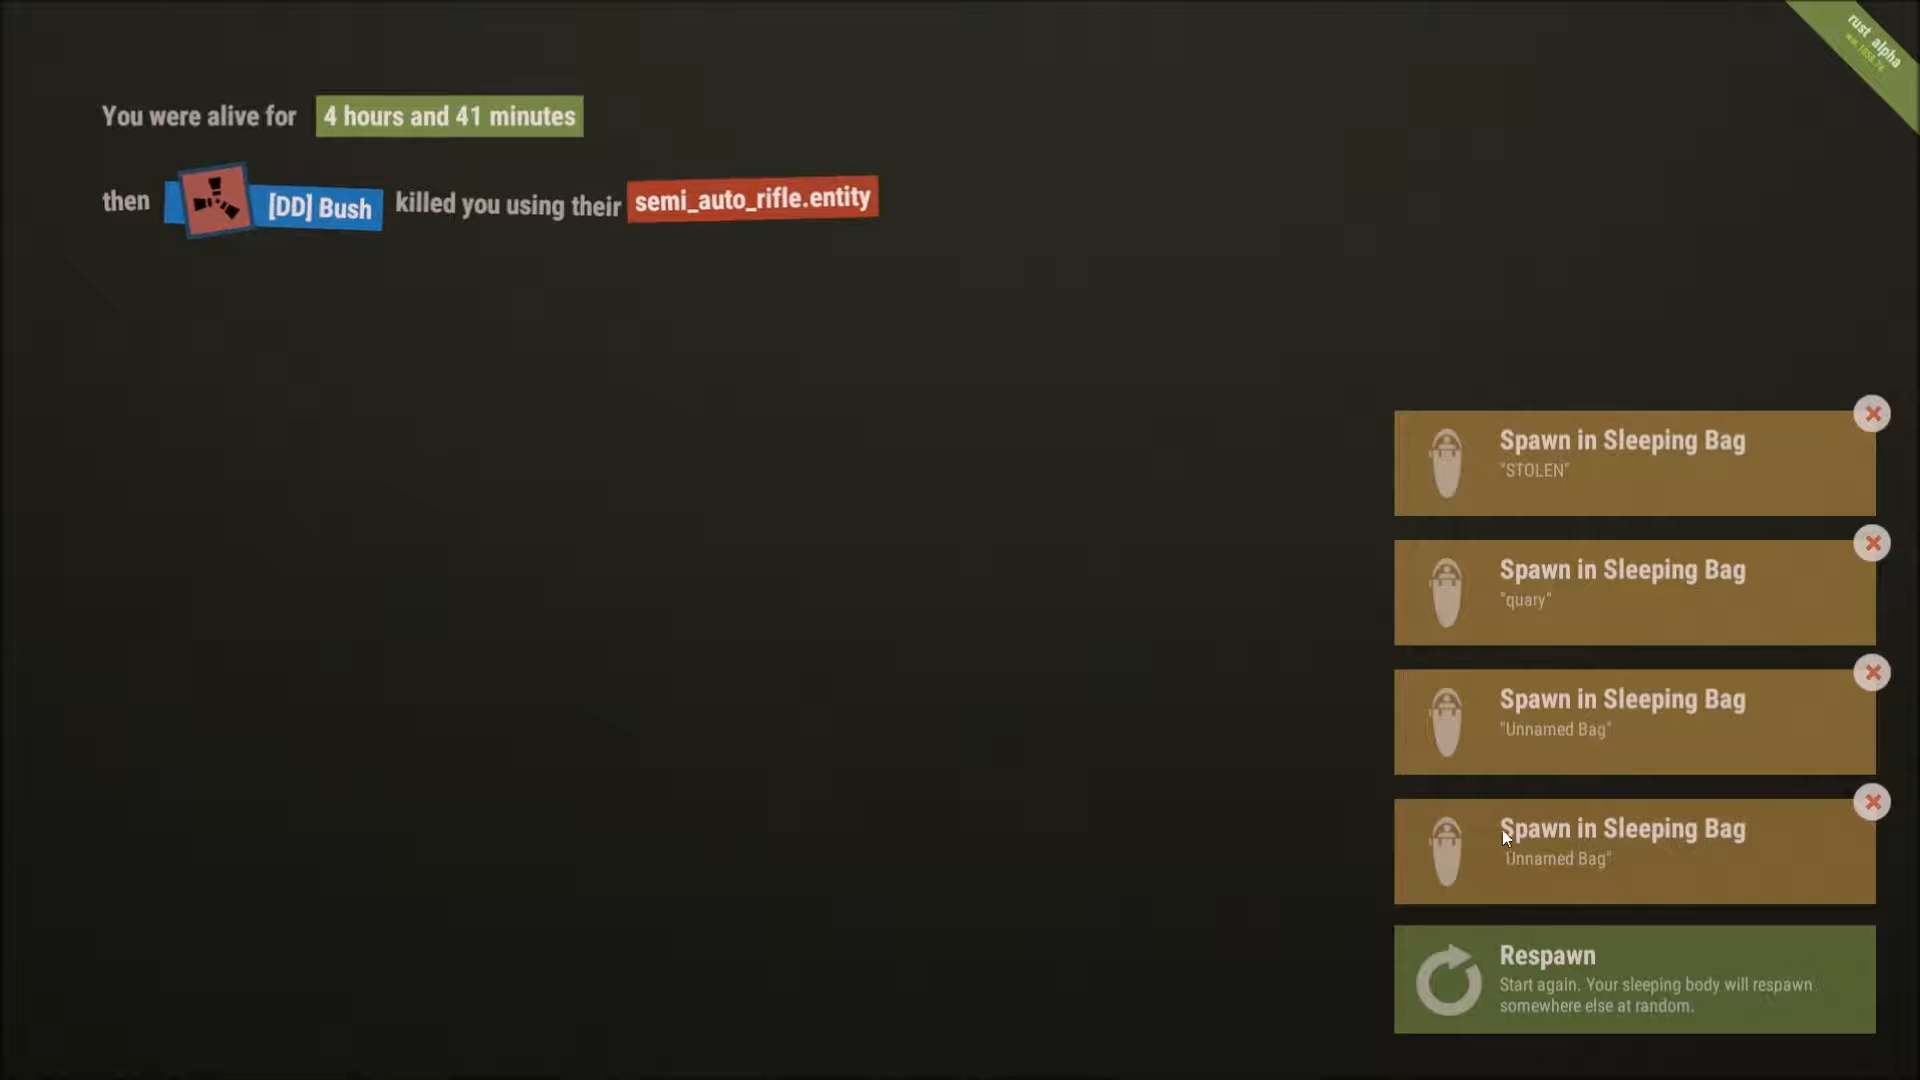 rust alpha
You were alive for 4 hours and 41 minutes
then [DD] Bush killed you using their semi_auto_rifle.entity
Spawn in Sleeping Bag
"STOLEN"
Spawn in Sleeping Bag
"quary"
Spawn in Sleeping Bag
"Unnamed Bag"
Spawn in Sleeping Bag
Unnamed Bag"
Respawn
Start again. Your sleeping body will respawn
somewhere else at random.